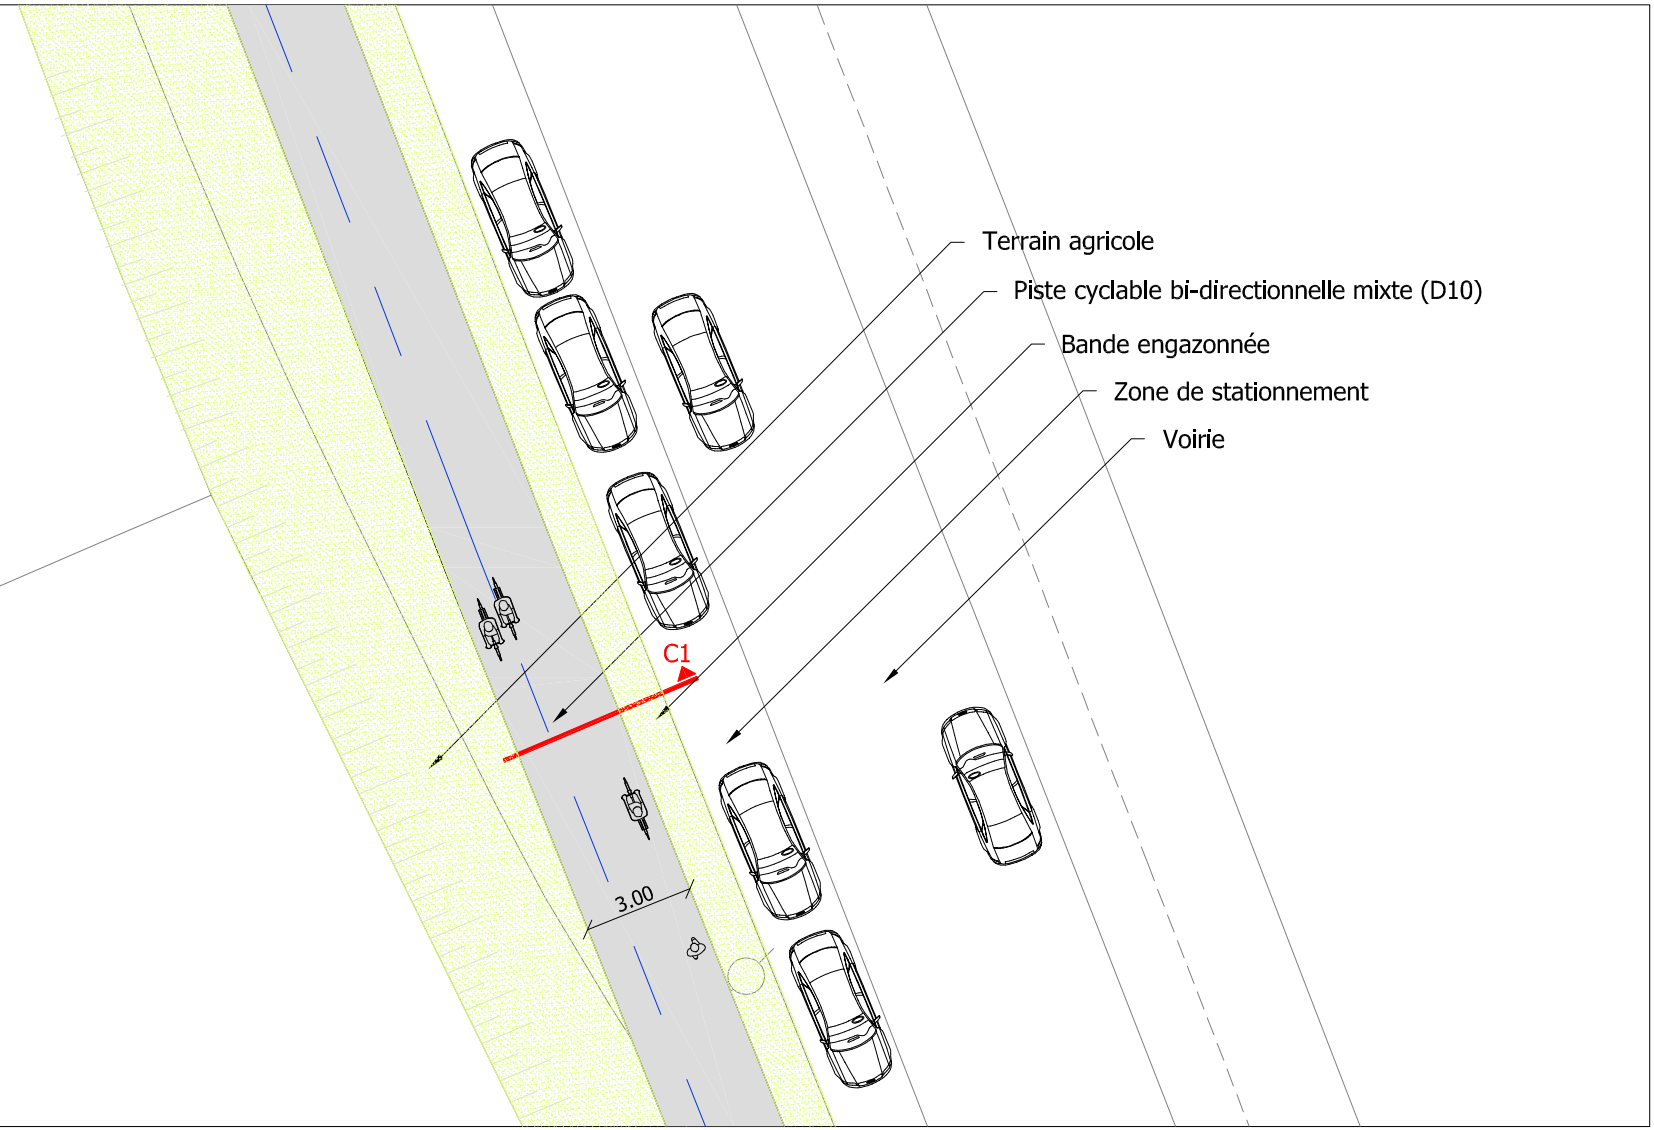 Terrain agricole
Piste cyclable bi-directionnelle mixte (D10)
Bande engazonnée
Zone de stationnement
Voirie
C1
3.00